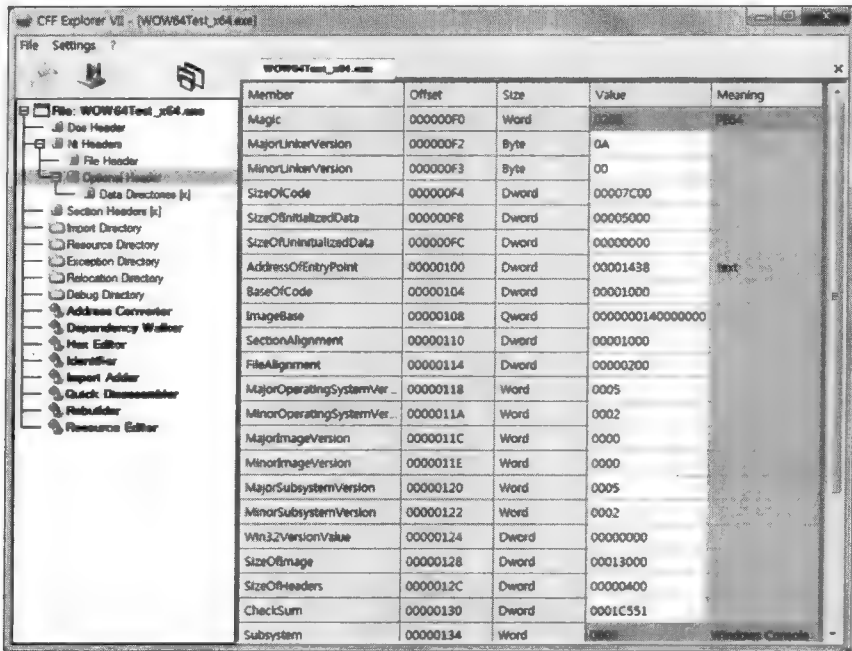 CFF Explorer VII - [WOW64Test_x64.exe]
File Settings ?
WOW64Test_x64.exe
File: WOW64Test_x64.exe
Dos Header
Nt Headers
File Header
Optional Header
Data Directories [x]
Section Headers [x]
Import Directory
Resource Directory
Exception Directory
Relocation Directory
Debug Directory
Address Converter
Dependency Walker
Hex Editor
Identifier
Import Adder
Quick Disassembler
Rebuilder
Resource Editor
Member Offset Size Value Meaning
Magic 000000F0 Word 020B PE64
MajorLinkerVersion 000000F2 Byte 0A
MinorLinkerVersion 000000F3 Byte 00
SizeOfCode 000000F4 Dword 00007C00
SizeOfInitializedData 000000F8 Dword 00005000
SizeOfUninitializedData 000000FC Dword 00000000
AddressOfEntryPoint 00000100 Dword 00001438 .text
BaseOfCode 00000104 Dword 00001000
ImageBase 00000108 Qword 0000000140000000
SectionAlignment 00000110 Dword 00001000
FileAlignment 00000114 Dword 00000200
MajorOperatingSystemVer... 00000118 Word 0005
MinorOperatingSystemVer... 0000011A Word 0002
MajorImageVersion 0000011C Word 0000
MinorImageVersion 0000011E Word 0000
MajorSubsystemVersion 00000120 Word 0005
MinorSubsystemVersion 00000122 Word 0002
Win32VersionValue 00000124 Dword 00000000
SizeOfImage 00000128 Dword 00013000
SizeOfHeaders 0000012C Dword 00000400
CheckSum 00000130 Dword 0001C551
Subsystem 00000134 Word Windows Console